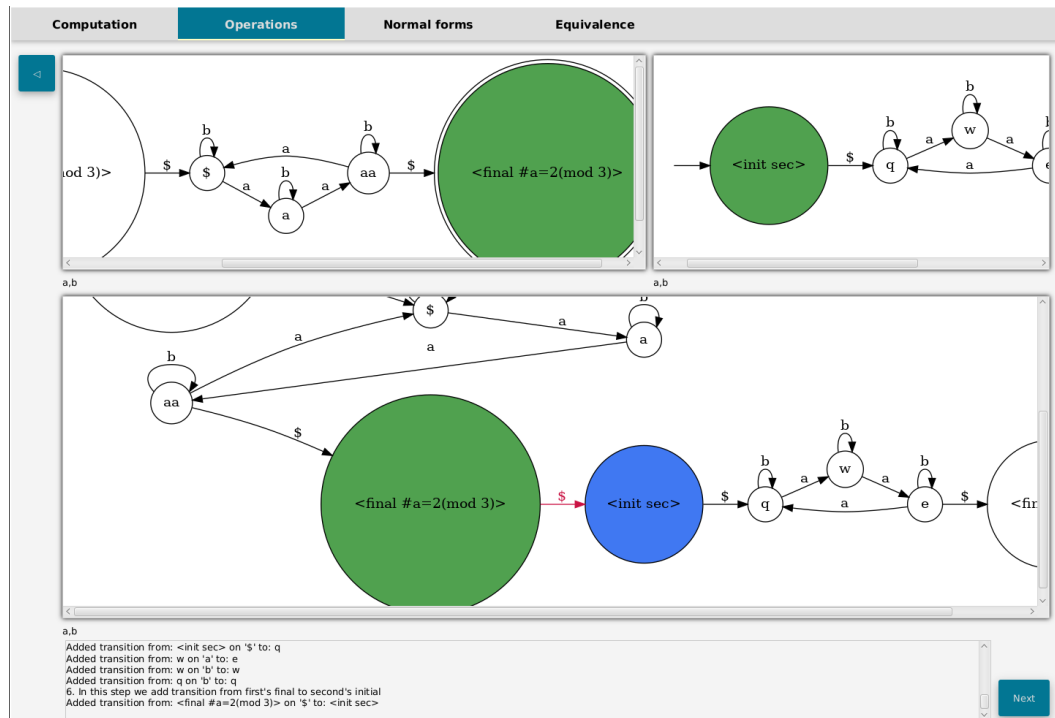 Computation Operations Normal forms Equivalence
◁
b b b
a
$ $ aa $ <final #a=2(mod 3)>
od 3)>
b
a a
a
<init sec> $ q b a w b a e
a
a,b a,b
$ a b
a a
a
b
aa
$
<final #a=2(mod 3)> $ <init sec> $ q b a w b a e b $
a
<fin
a,b
Added transition from: <init sec> on '$' to: q
Added transition from: w on 'a' to: e
Added transition from: w on 'b' to: w
Added transition from: q on 'b' to: q
6. In this step we add transition from first's final to second's initial
Added transition from: <final #a=2(mod 3)> on '$' to: <init sec>
Next